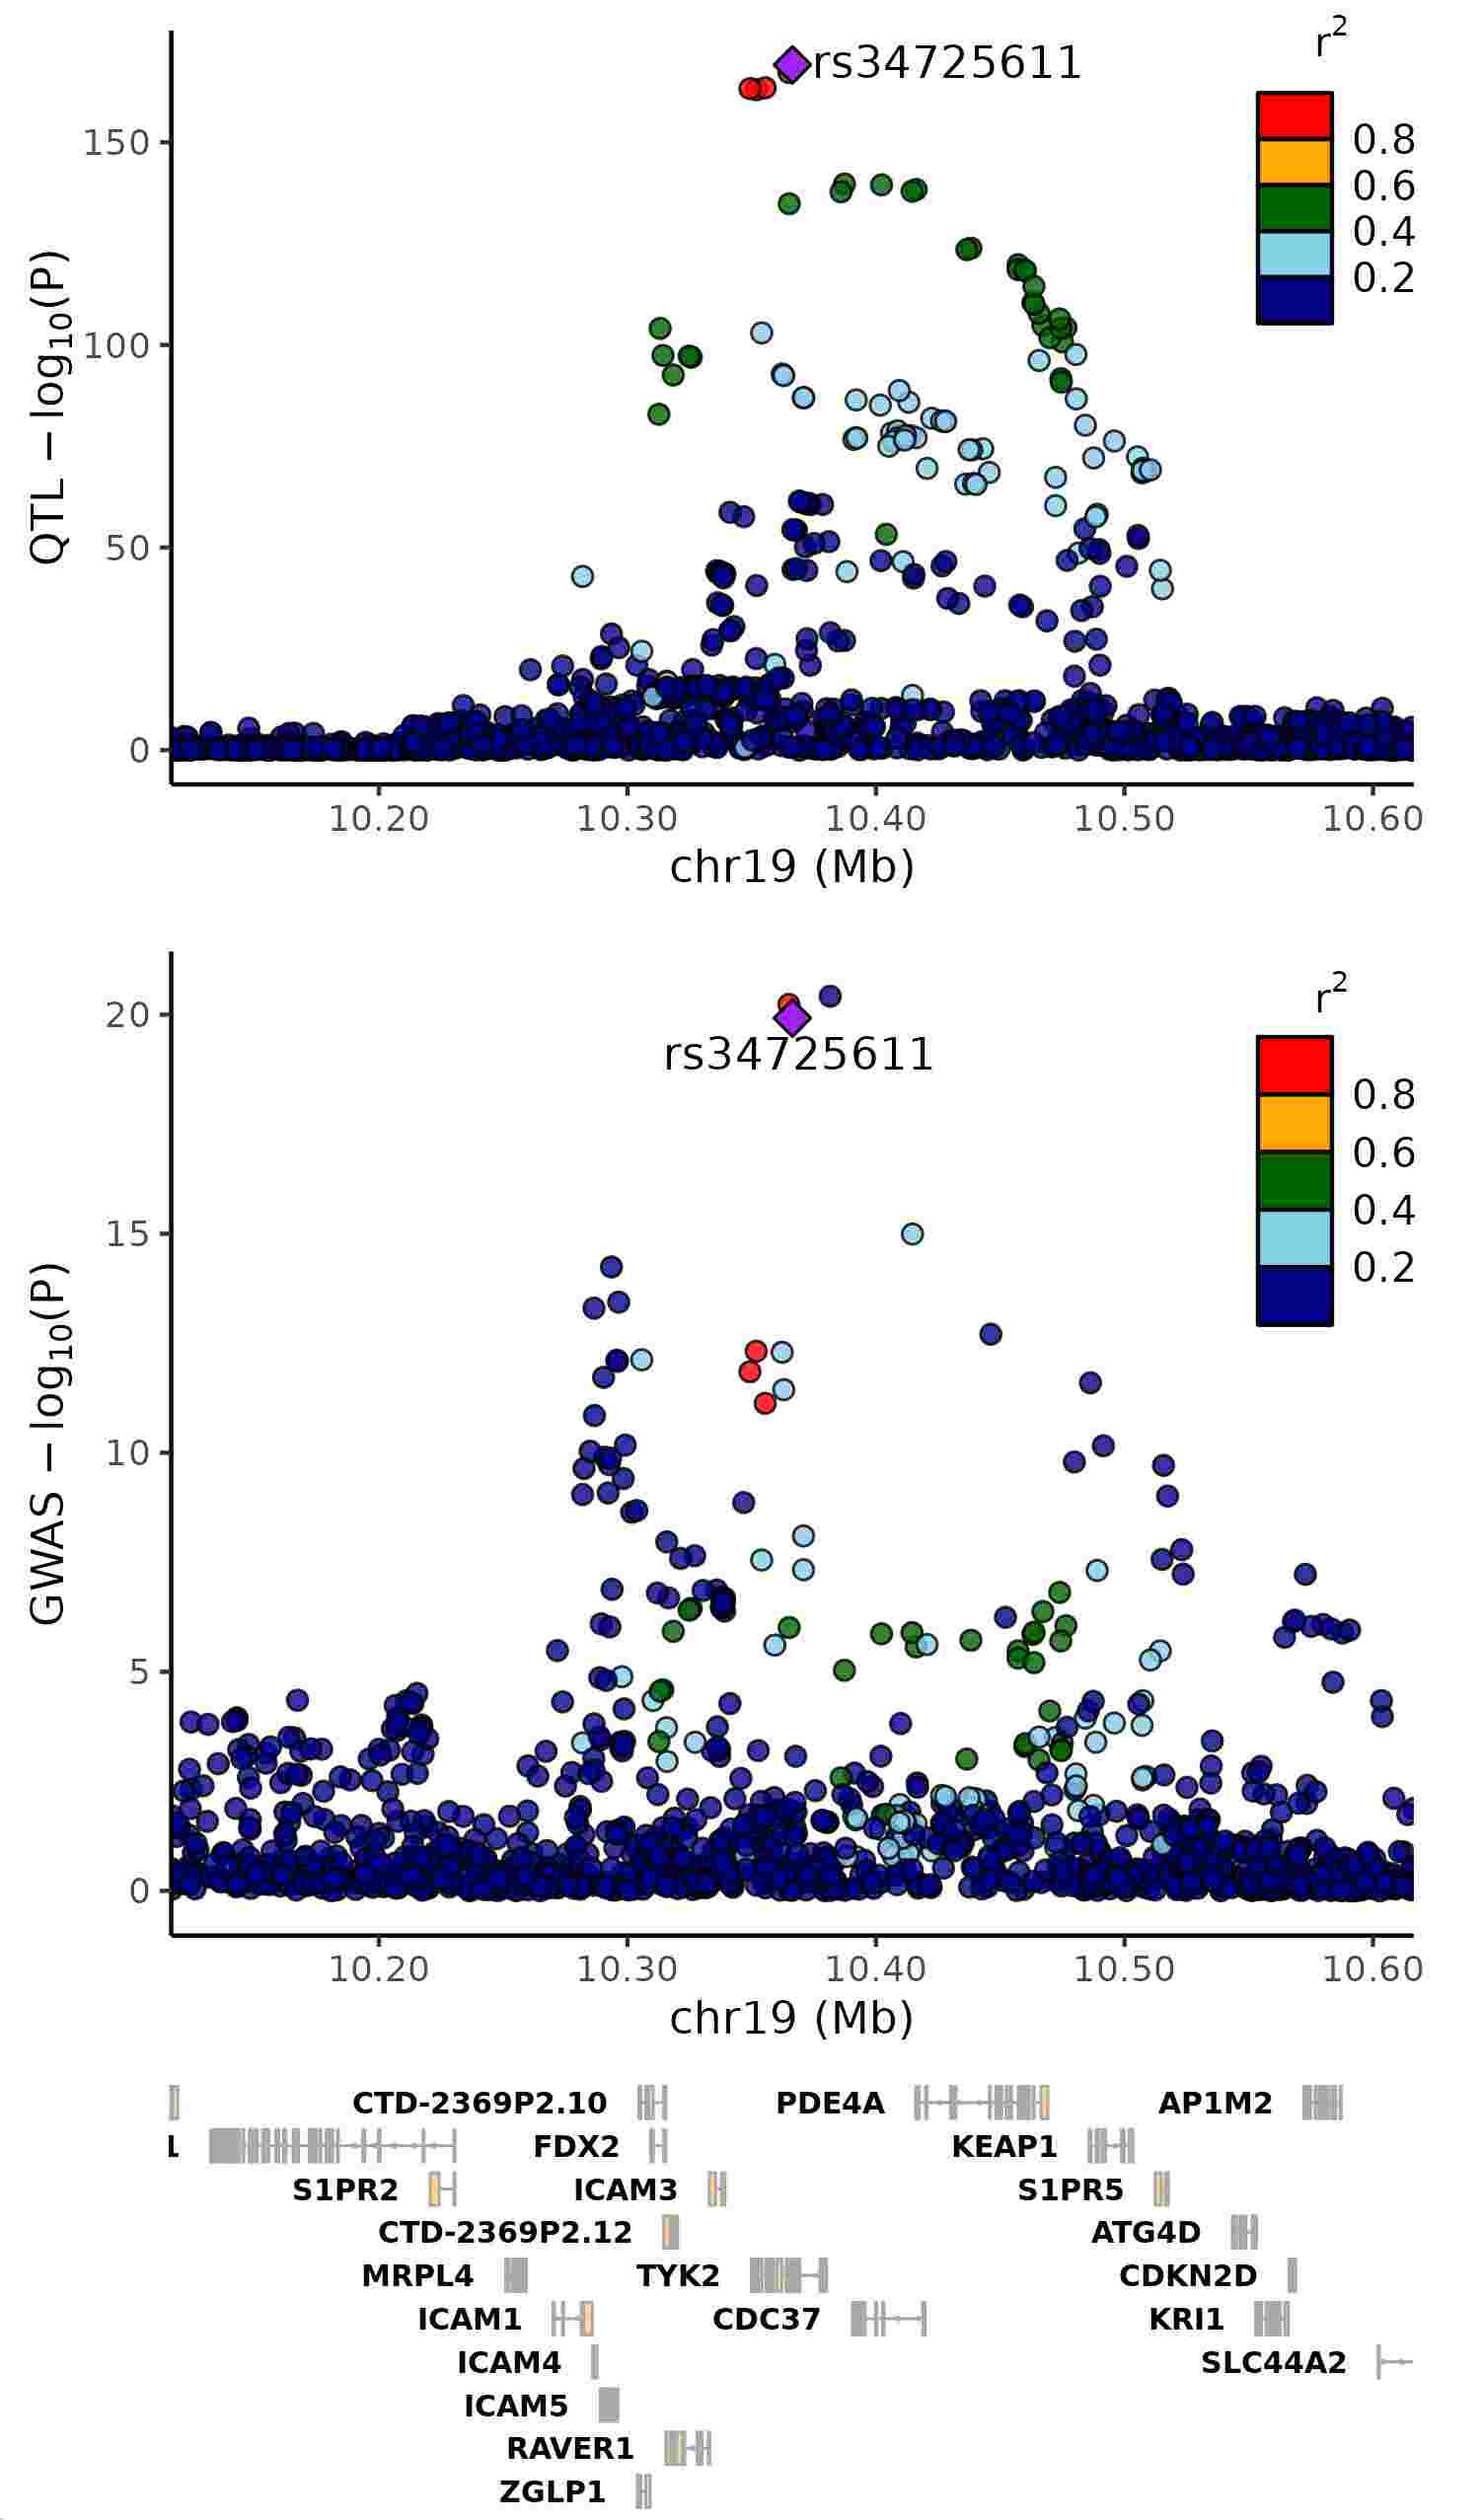 r2
rs34725611
0.8
0.6
0.4
0.2
150
100
50
0
QTL −log10(P)
10.20 10.30 10.40 10.50 10.60
chr19 (Mb)
r2
rs34725611
0.8
0.6
0.4
0.2
20
15
10
5
0
GWAS −log10(P)
10.20 10.30 10.40 10.50 10.60
chr19 (Mb)
CTD-2369P2.10 PDE4A AP1M2
FDX2 KEAP1
S1PR2 ICAM3 S1PR5
CTD-2369P2.12 ATG4D
MRPL4 TYK2 CDKN2D
ICAM1 CDC37 KRI1
ICAM4 SLC44A2
ICAM5
RAVER1
ZGLP1